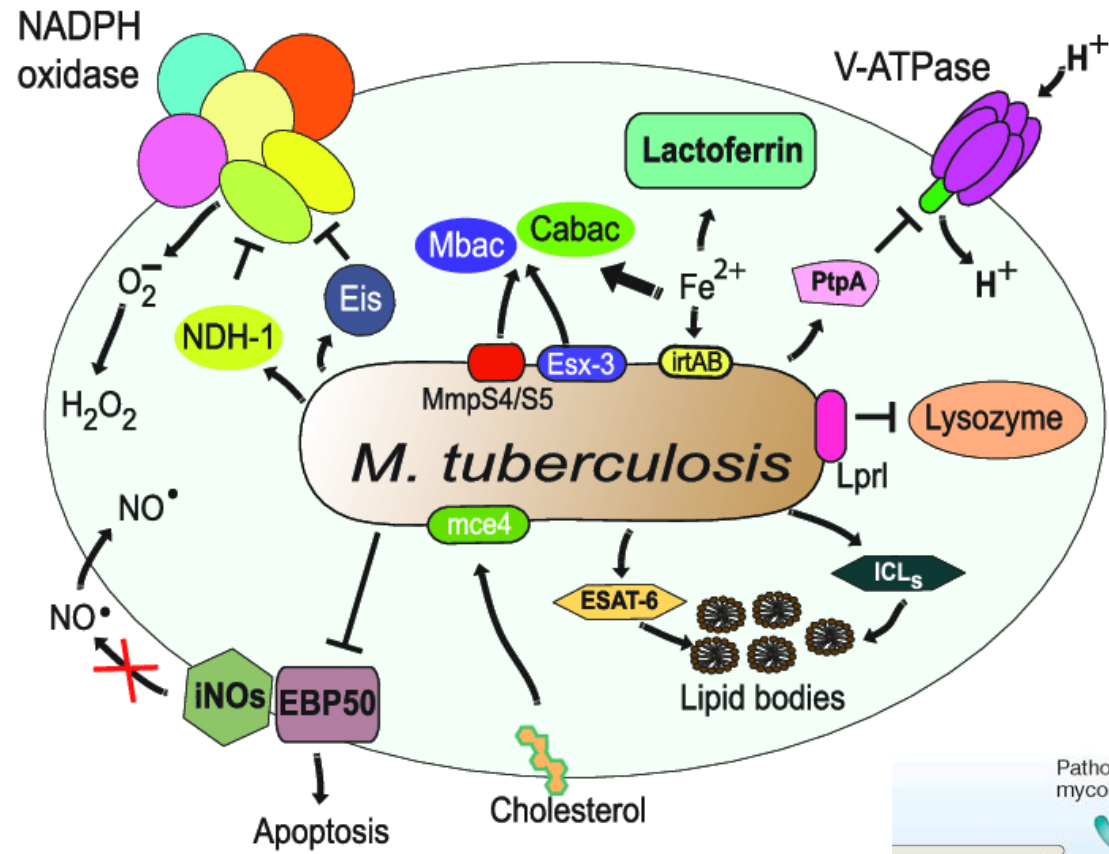 NADPH
oxidase
V-ATPase
H⁺
Lactoferrin
Mbac
Cabac
O₂⁻
Eis
Fe²⁺
PtpA
H⁺
NDH-1
Esx-3
irtAB
MmpS4/S5
H₂O₂
M. tuberculosis
Lysozyme
LprI
NO•
mce4
ICLs
ESAT-6
NO•
iNOs
EBP50
Lipid bodies
Cholesterol
Apoptosis